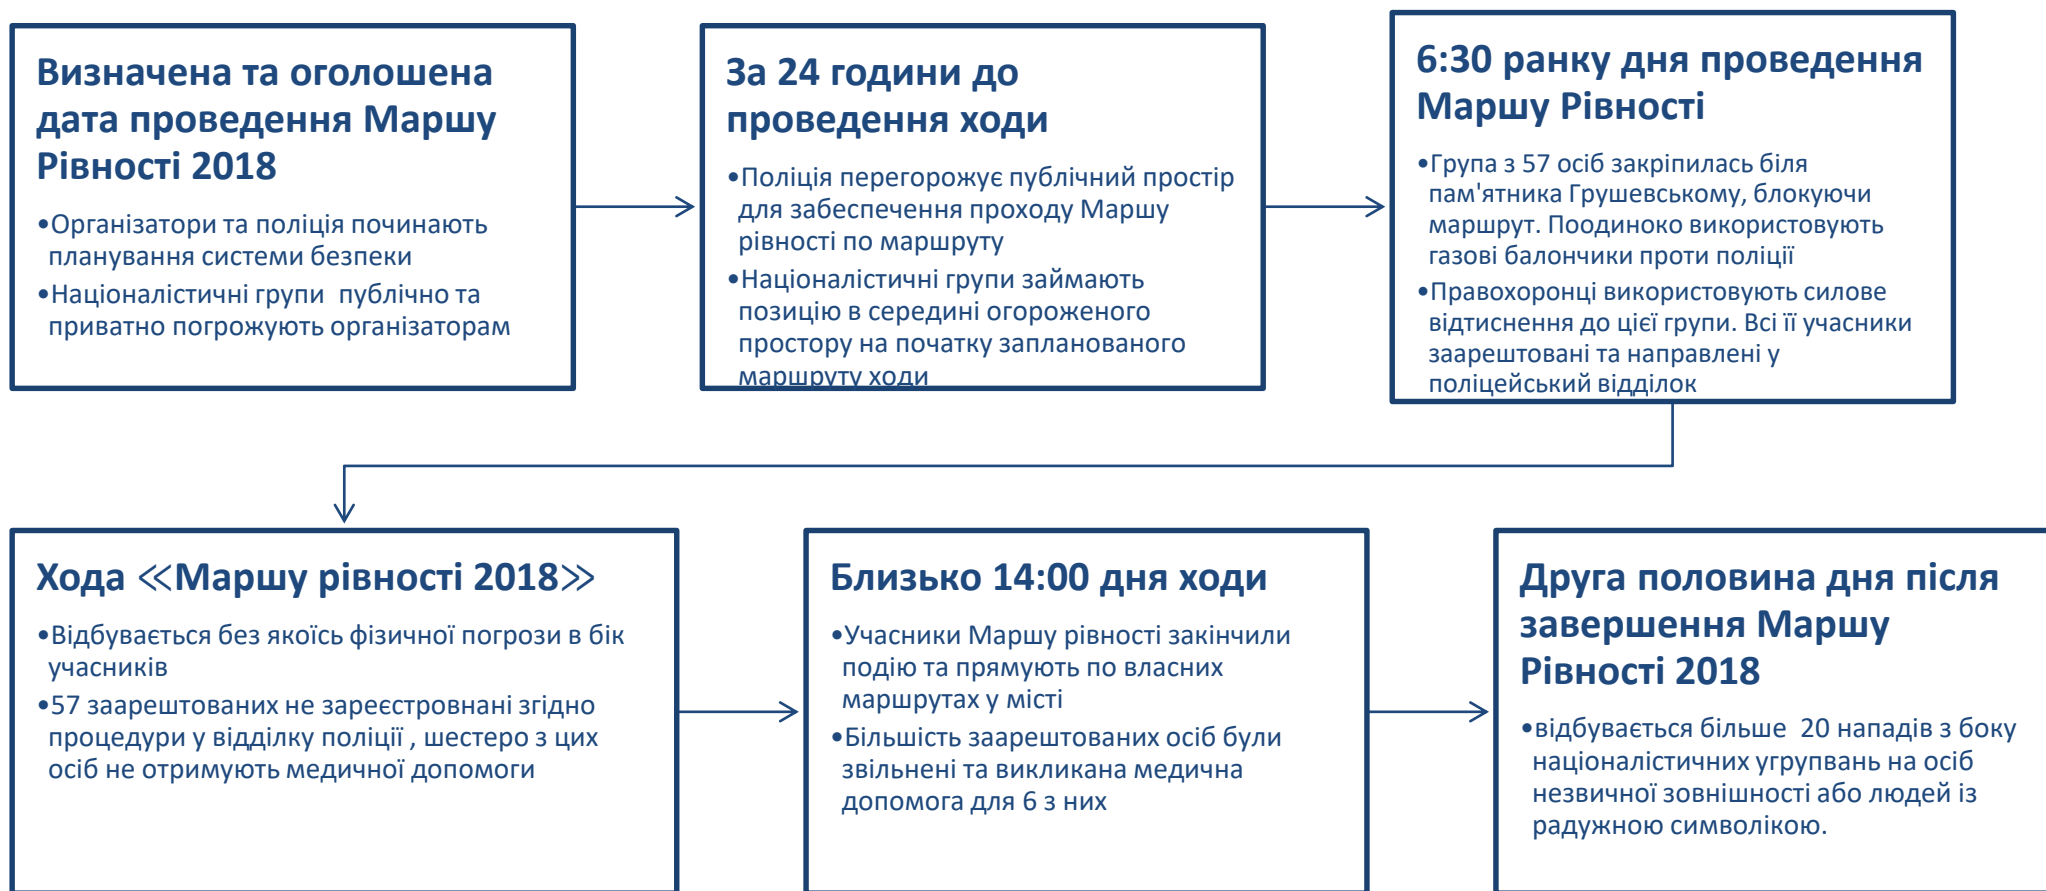 Визначена та оголошена
дата проведення Маршу
Рівності 2018
•Організатори та поліція починають
планування системи безпеки
•Націоналістичні групи публічно та
приватно погрожують організаторам
За 24 години до
проведення ходи
•Поліція перегорожує публічний простір
для забеспечення проходу Маршу
рівності по маршруту
•Націоналістичні групи займають
позицію в середині огороженого
простору на початку запланованого
маршруту ходи
6:30 ранку дня проведення
Маршу Рівності
•Група з 57 осіб закріпилась біля
пам'ятника Грушевському, блокуючи
маршрут. Поодиноко використовують
газові балончики проти поліції
•Правохоронці використовують силове
відтиснення до цієї групи. Всі її учасники
заарештовані та направлені у
поліцейський відділок
Хода ≪Маршу рівності 2018≫
•Відбувається без якоїсь фізичної погрози в бік
учасників
•57 заарештованих не зареєстровнані згідно
процедури у відділку поліції , шестеро з цих
осіб не отримують медичної допомоги
Близько 14:00 дня ходи
•Учасники Маршу рівності закінчили
подію та прямують по власних
маршрутах у місті
•Більшість заарештованих осіб були
звільнені та викликана медична
допомога для 6 з них
Друга половина дня після
завершення Маршу
Рівності 2018
•відбувається більше 20 нападів з боку
націоналістичних угрупвань на осіб
незвичної зовнішності або людей із
радужною символікою.